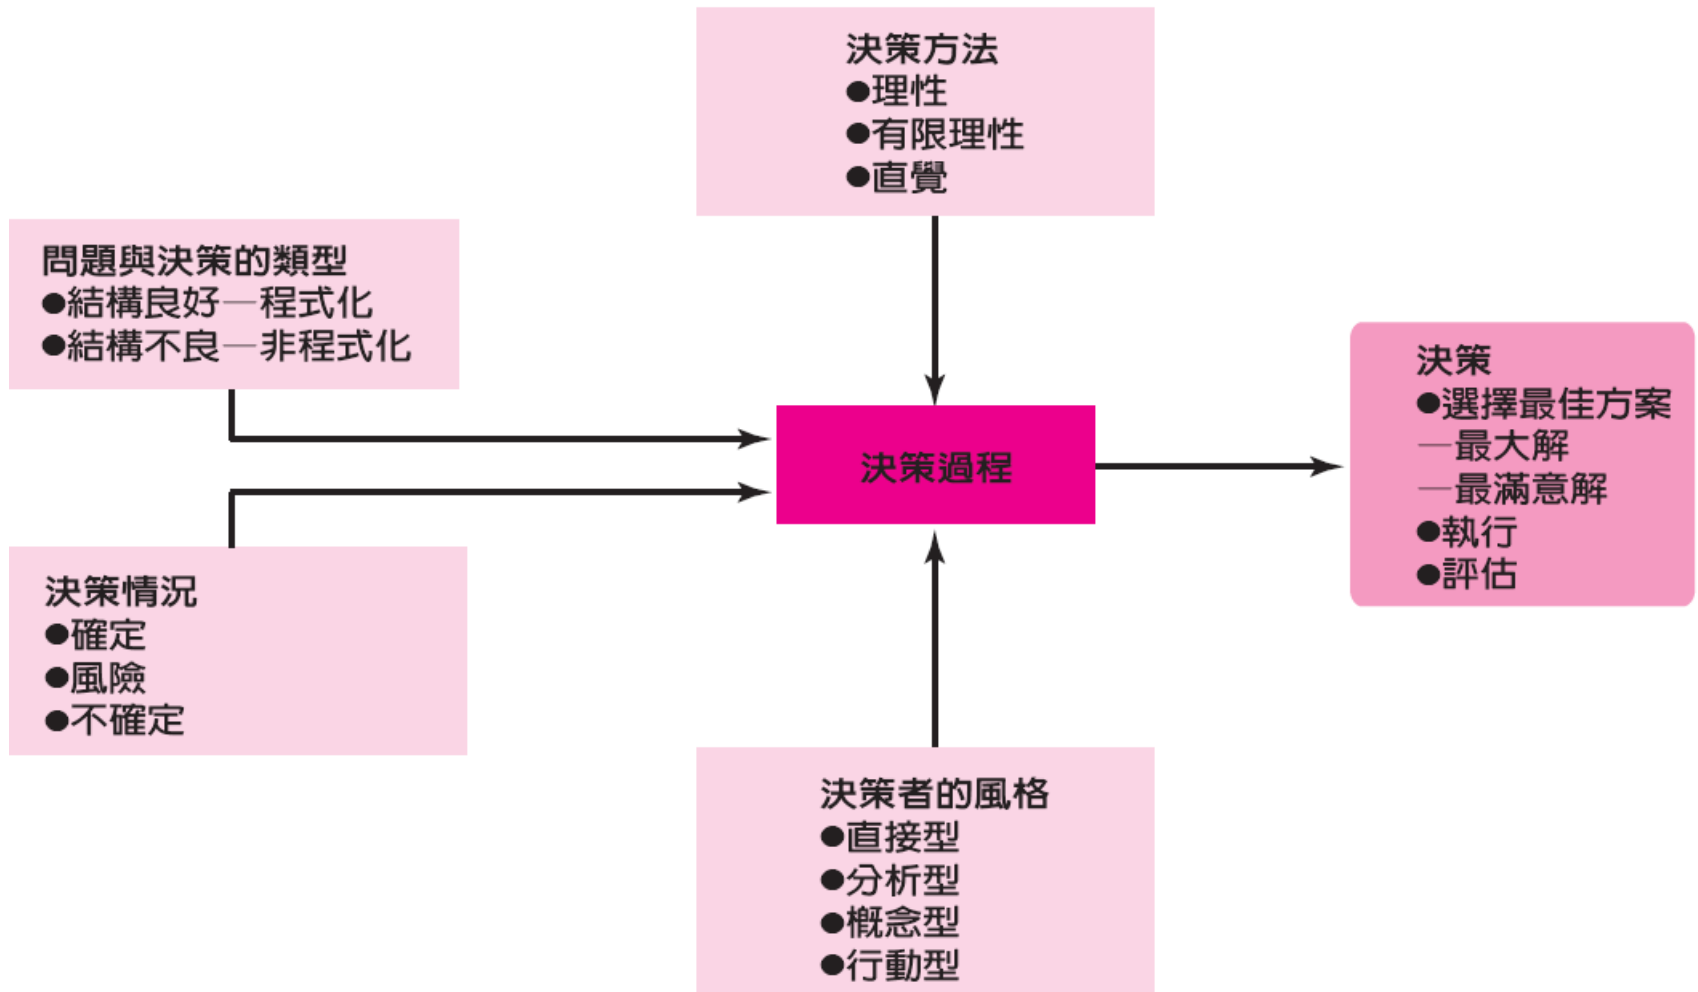 決策方法
●理性
●有限理性
●直覺
問題與決策的類型
●結構良好—程式化
●結構不良—非程式化
決策過程
決策
●選擇最佳方案
—最大解
—最滿意解
●執行
●評估
決策情況
●確定
●風險
●不確定
決策者的風格
●直接型
●分析型
●概念型
●行動型